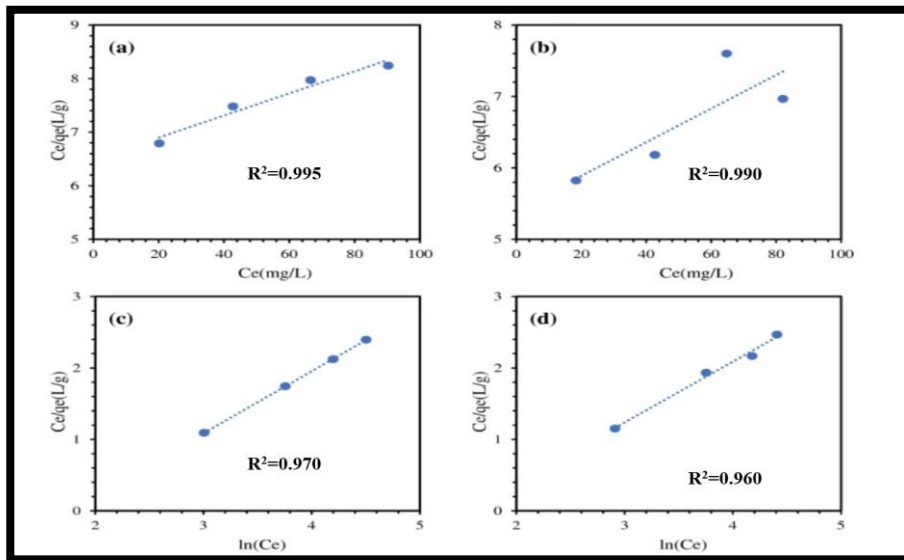 (a)
Ce/qe(L/g)
9
8
7
6
5
R²=0.995
0 20 40 60 80 100
Ce(mg/L)
(b)
Ce/qe(L/g)
8
7
6
5
R²=0.990
0 20 40 60 80 100
Ce(mg/L)
(c)
Ce/qe(L/g)
3
2
1
0
R²=0.970
2 3 4 5
ln(Ce)
(d)
Ce/qe(L/g)
3
2
1
0
R²=0.960
2 3 4 5
ln(Ce)